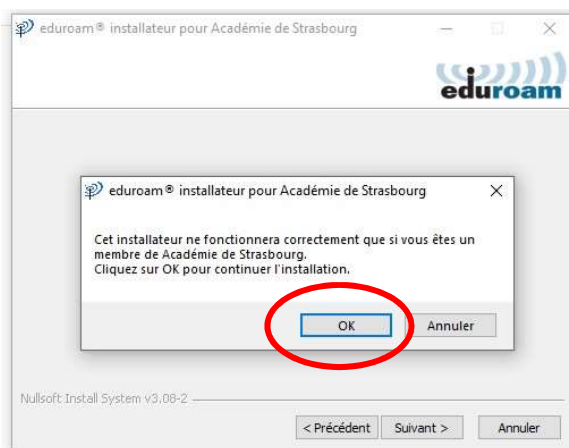 eduroam® installateur pour Académie de Strasbourg
eduroam
eduroam® installateur pour Académie de Strasbourg
Cet installateur ne fonctionnera correctement que si vous êtes un
membre de Académie de Strasbourg.
Cliquez sur OK pour continuer l'installation.
OK Annuler
Nullsoft Install System v3.08-2
< Précédent Suivant > Annuler